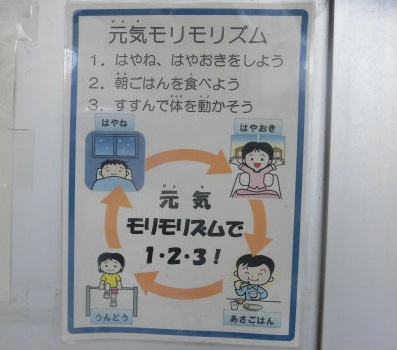 元気モリモリズム
1. はやね、はやおきをしよう
2. 朝ごはんを食べよう
3. すすんで体を動かそう
はやね
はやおき
元気
モリモリズムで
1・2・3！
うんどう
あさごはん